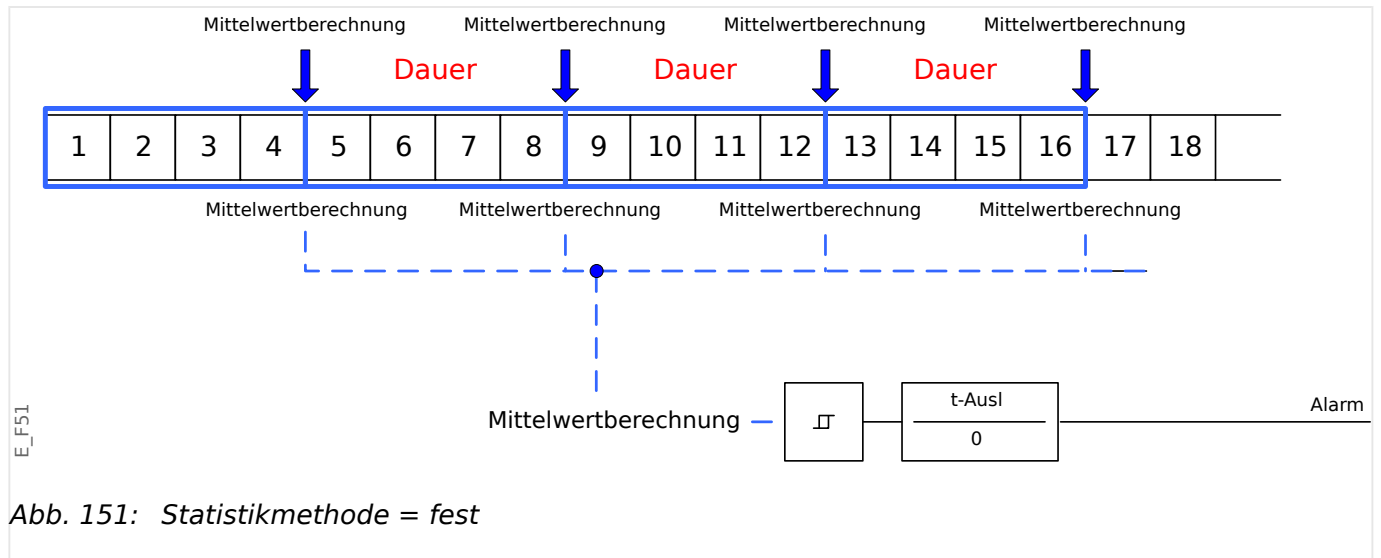 Mittelwertberechnung Mittelwertberechnung Mittelwertberechnung Mittelwertberechnung
Dauer Dauer Dauer
1 2 3 4 5 6 7 8 9 10 11 12 13 14 15 16 17 18
Mittelwertberechnung Mittelwertberechnung Mittelwertberechnung Mittelwertberechnung
Mittelwertberechnung
t-Ausl
0
Alarm
E_F51
Abb. 151: Statistikmethode = fest